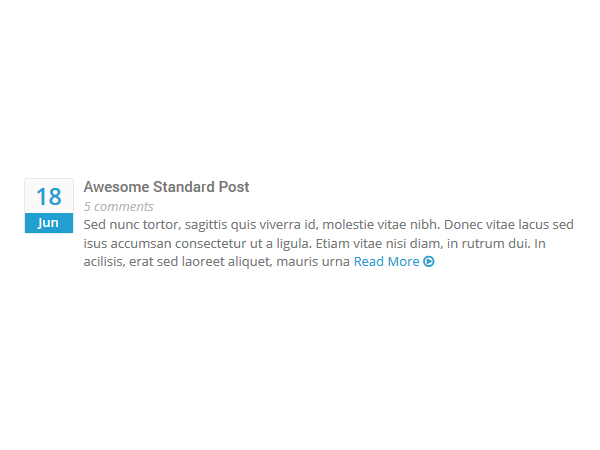 18
Jun
Awesome Standard Post
5 comments
Sed nunc tortor, sagittis quis viverra id, molestie vitae nibh. Donec vitae lacus sed
isus accumsan consectetur ut a ligula. Etiam vitae nisi diam, in rutrum dui. In
acilisis, erat sed laoreet aliquet, mauris urna Read More